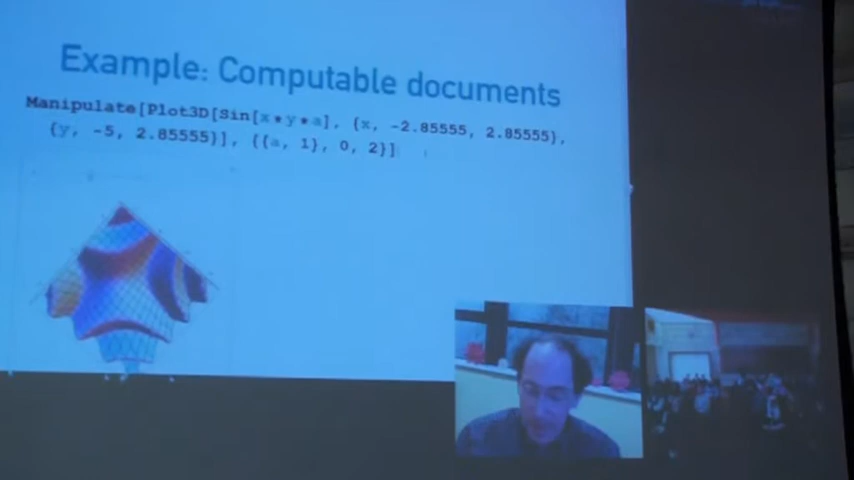 Example: Computable documents
Manipulate[Plot3D[Sin[x*y*a], {x, -2.85555, 2.85555},
{y, -5, 2.85555}], {{a, 1}, 0, 2}]